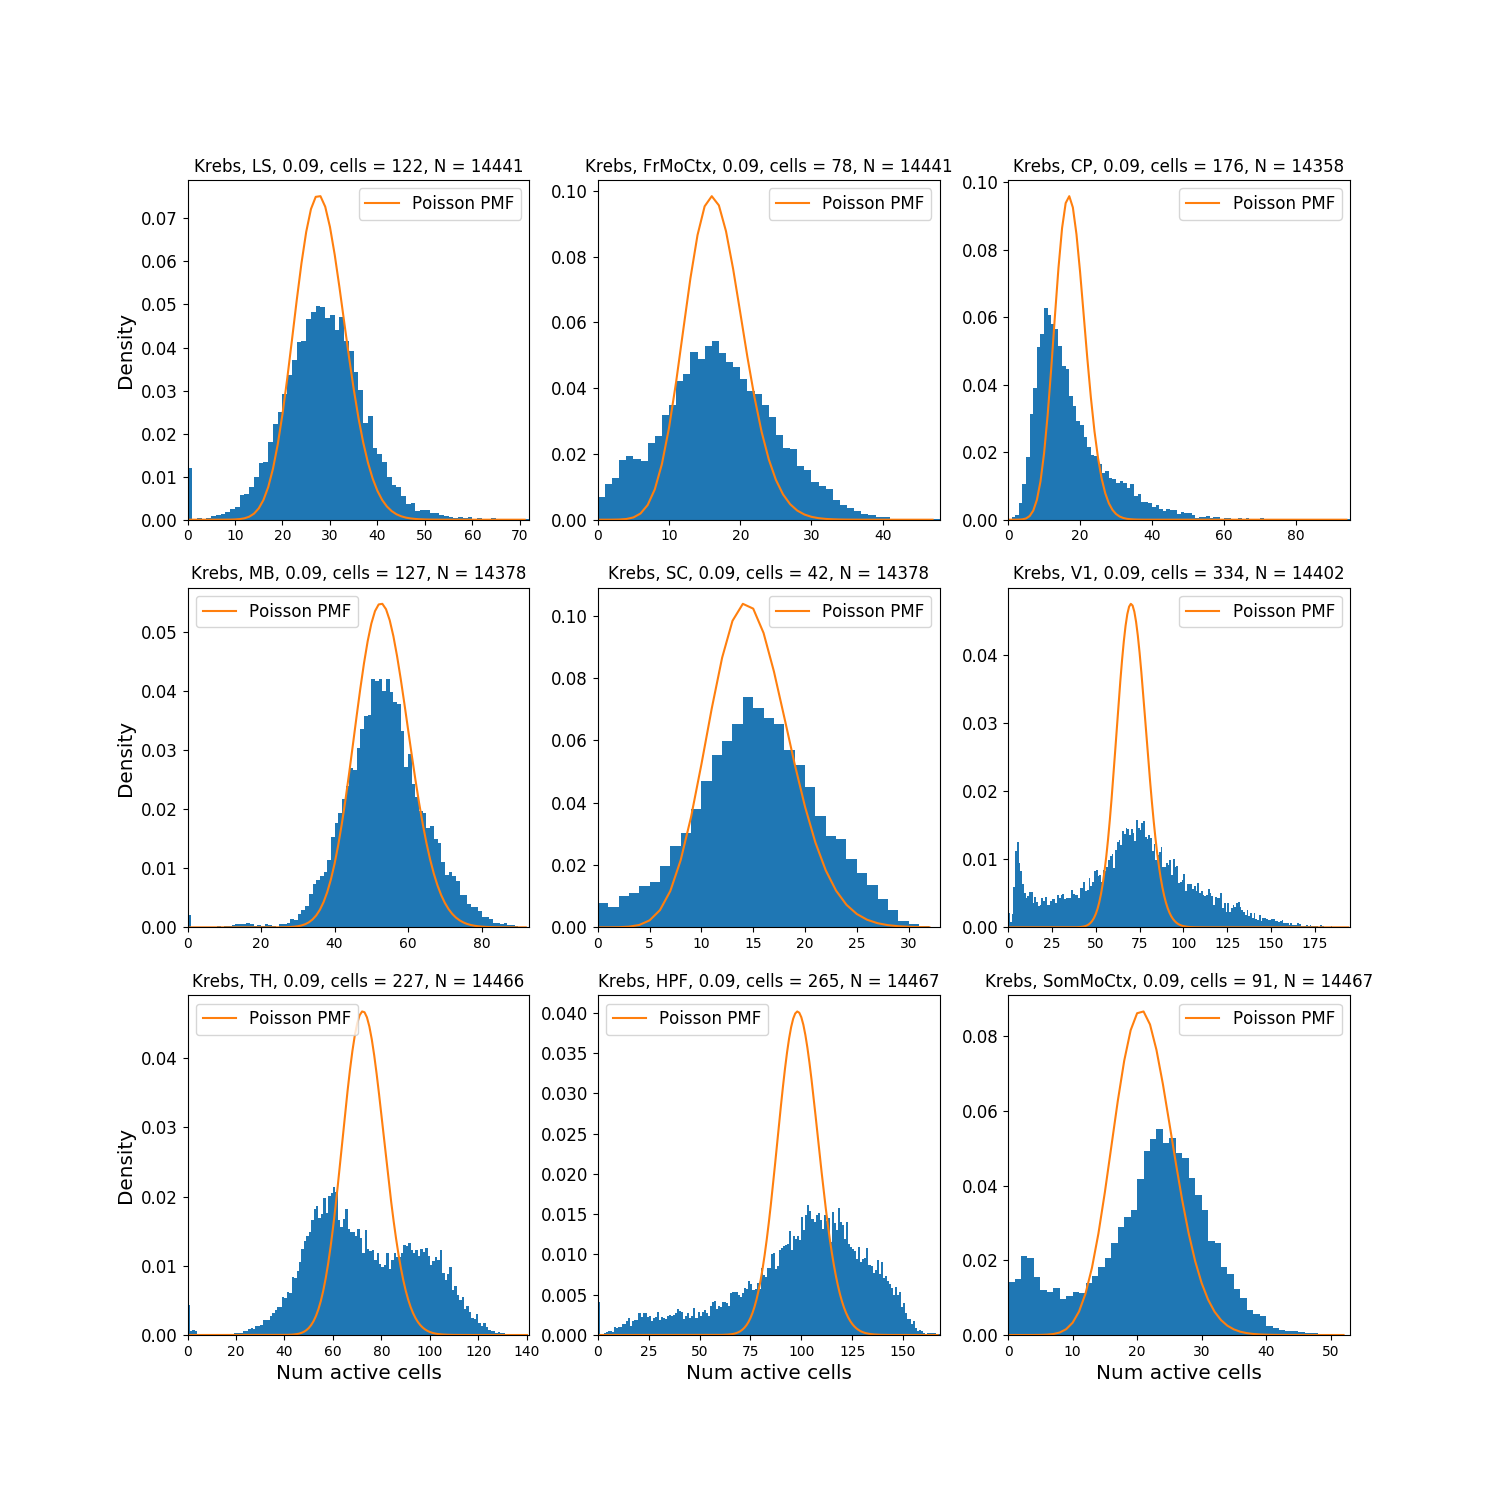 Krebs, LS, 0.09, cells = 122, N = 14441
Krebs, FrMoCtx, 0.09, cells = 78, N = 14441
Krebs, CP, 0.09, cells = 176, N = 14358
Poisson PMF
Poisson PMF
Poisson PMF
Density
0.00 0.01 0.02 0.03 0.04 0.05 0.06 0.07
0 10 20 30 40 50 60 70
0.00 0.02 0.04 0.06 0.08 0.10
0 10 20 30 40
0.00 0.02 0.04 0.06 0.08 0.10
0 20 40 60 80
Krebs, MB, 0.09, cells = 127, N = 14378
Krebs, SC, 0.09, cells = 42, N = 14378
Krebs, V1, 0.09, cells = 334, N = 14402
Poisson PMF
Poisson PMF
Poisson PMF
Density
0.00 0.01 0.02 0.03 0.04 0.05
0 20 40 60 80
0.00 0.02 0.04 0.06 0.08 0.10
0 5 10 15 20 25 30
0.00 0.01 0.02 0.03 0.04
0 25 50 75 100 125 150 175
Krebs, TH, 0.09, cells = 227, N = 14466
Krebs, HPF, 0.09, cells = 265, N = 14467
Krebs, SomMoCtx, 0.09, cells = 91, N = 14467
Poisson PMF
Poisson PMF
Poisson PMF
Density
0.00 0.01 0.02 0.03 0.04
0 20 40 60 80 100 120 140
0.000 0.005 0.010 0.015 0.020 0.025 0.030 0.035 0.040
0 25 50 75 100 125 150
0.00 0.02 0.04 0.06 0.08
0 10 20 30 40 50
Num active cells
Num active cells
Num active cells